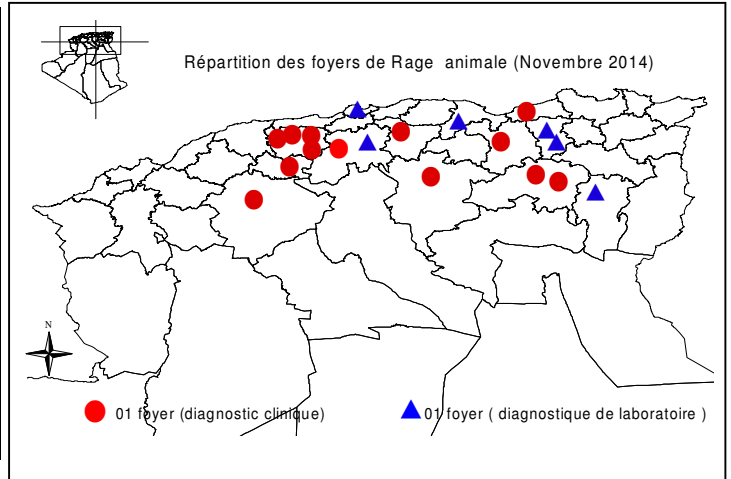 Répartition des foyers de Rage animale (Novembre 2014)
N
01 foyer (diagnostic clinique)
01 foyer ( diagnostique de laboratoire )